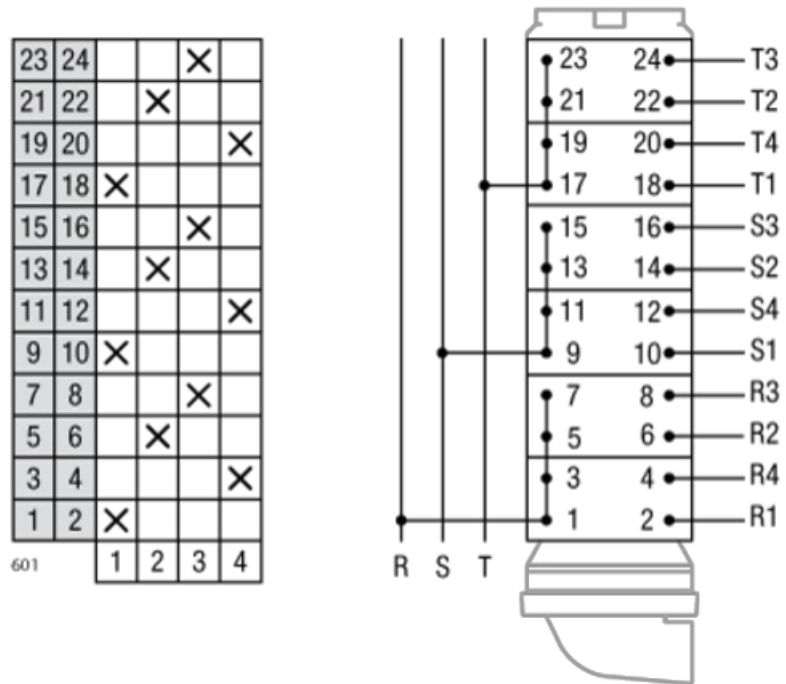 23 24
21 22
19 20
17 18
15 16
13 14
11 12
9 10
7 8
5 6
3 4
1 2
601
1 2 3 4
23 24 T3
21 22 T2
19 20 T4
17 18 T1
15 16 S3
13 14 S2
11 12 S4
9 10 S1
7 8 R3
5 6 R2
3 4 R4
1 2 R1
R S T